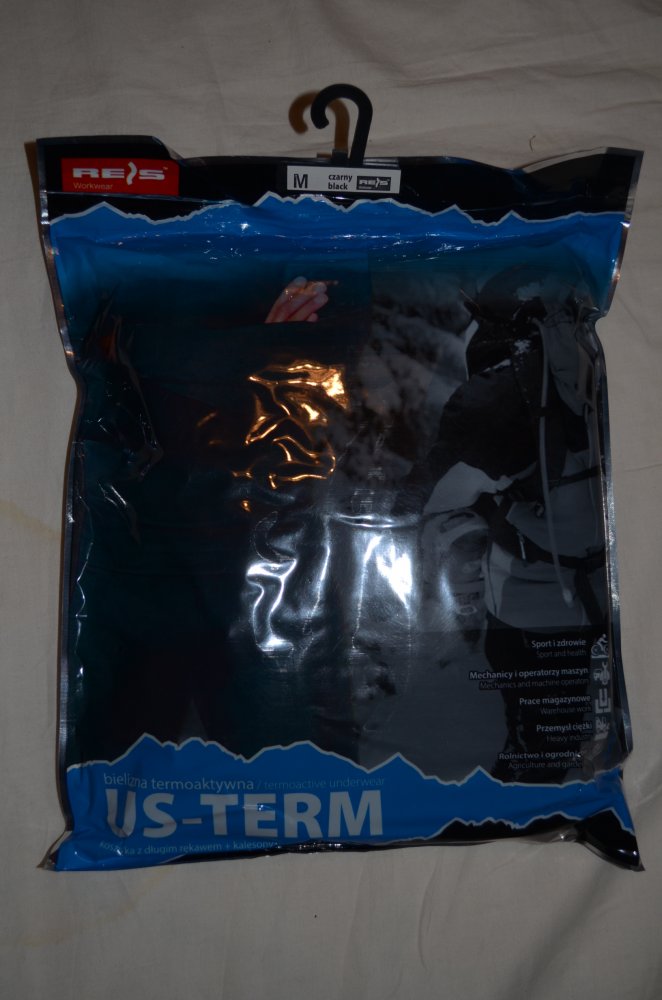 REIS
Workwear
M
czarny
black
REIS
Sport i zdrowie
Sport and health
Mechanicy i operatorzy maszyn
Mechanics and machine operators
Prace magazynowe
Warehouse work
Przemysł ciężki
Heavy industry
Rolnictwo i ogrodnic
Agriculture and garde
bielizna termoaktywna / termoactive underwear
US-TERM
koszulka z długim rękawem + kalesony